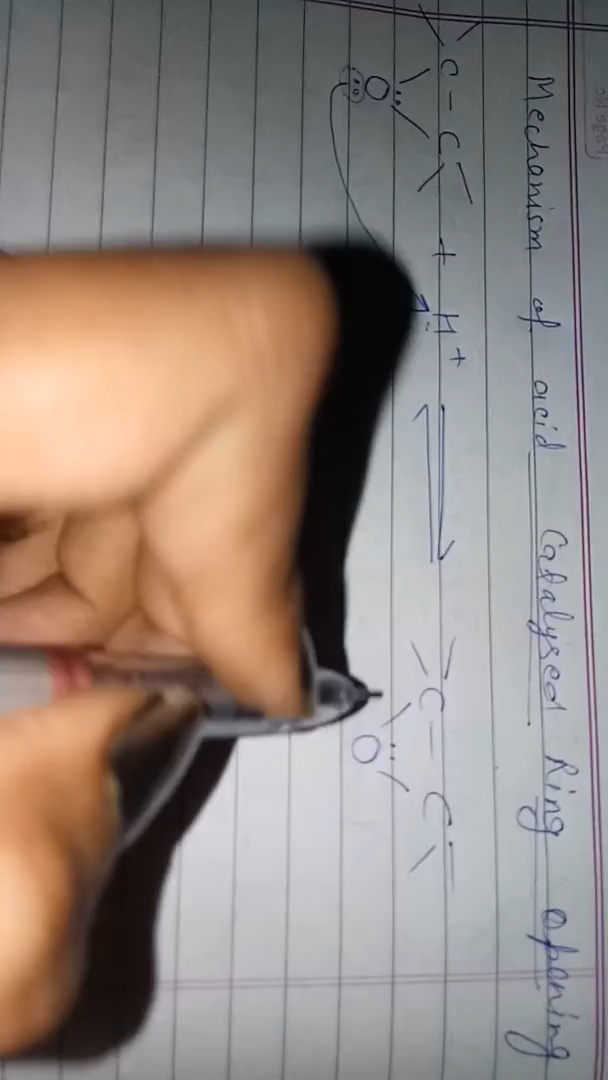 Mechanism of acid Catalysed Ring opening
C - C + H+ ⇌ C - C
O O